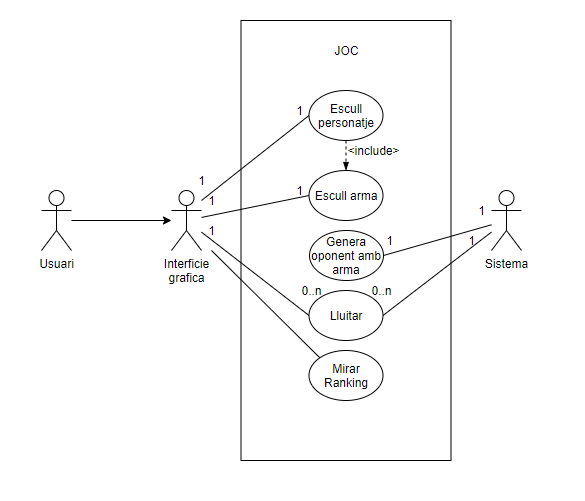 JOC
Escull
personatje
1
1
<include>
Escull arma
1
1
Genera
oponent amb
arma
1
1
1
0..n
0..n
1
Lluitar
Mirar
Ranking
Usuari
Interficie
grafica
Sistema